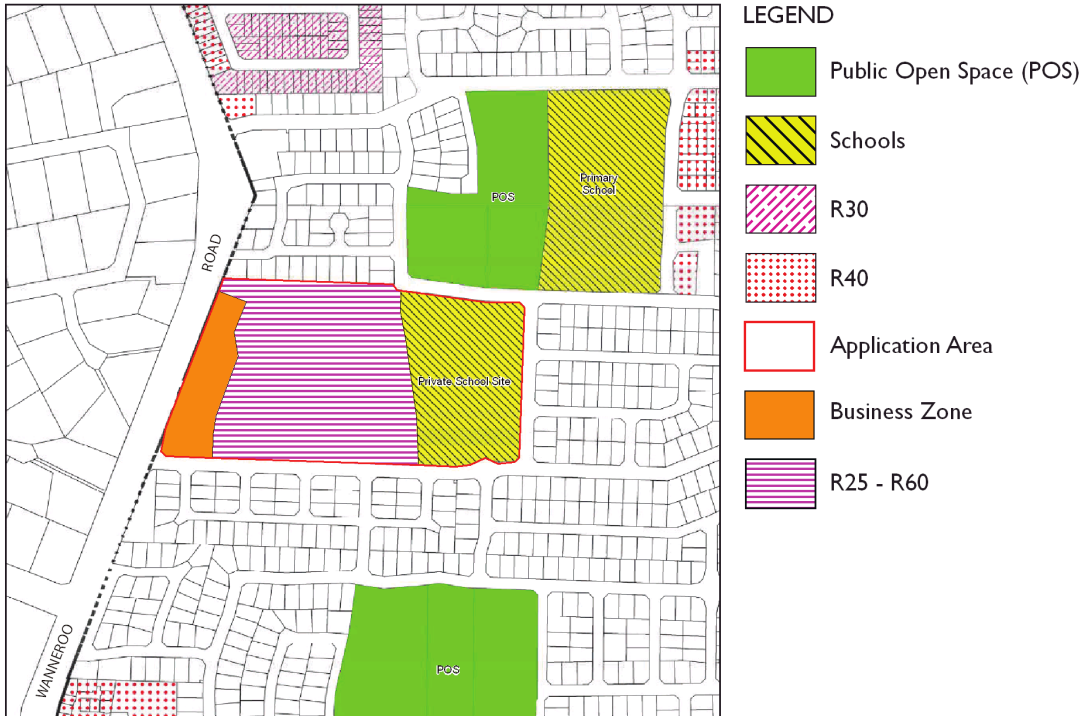 LEGEND
Public Open Space (POS)
Schools
R30
R40
Application Area
Business Zone
R25 - R60
POS
Primary
School
ROAD
Private School Site
WANNEROO
POS